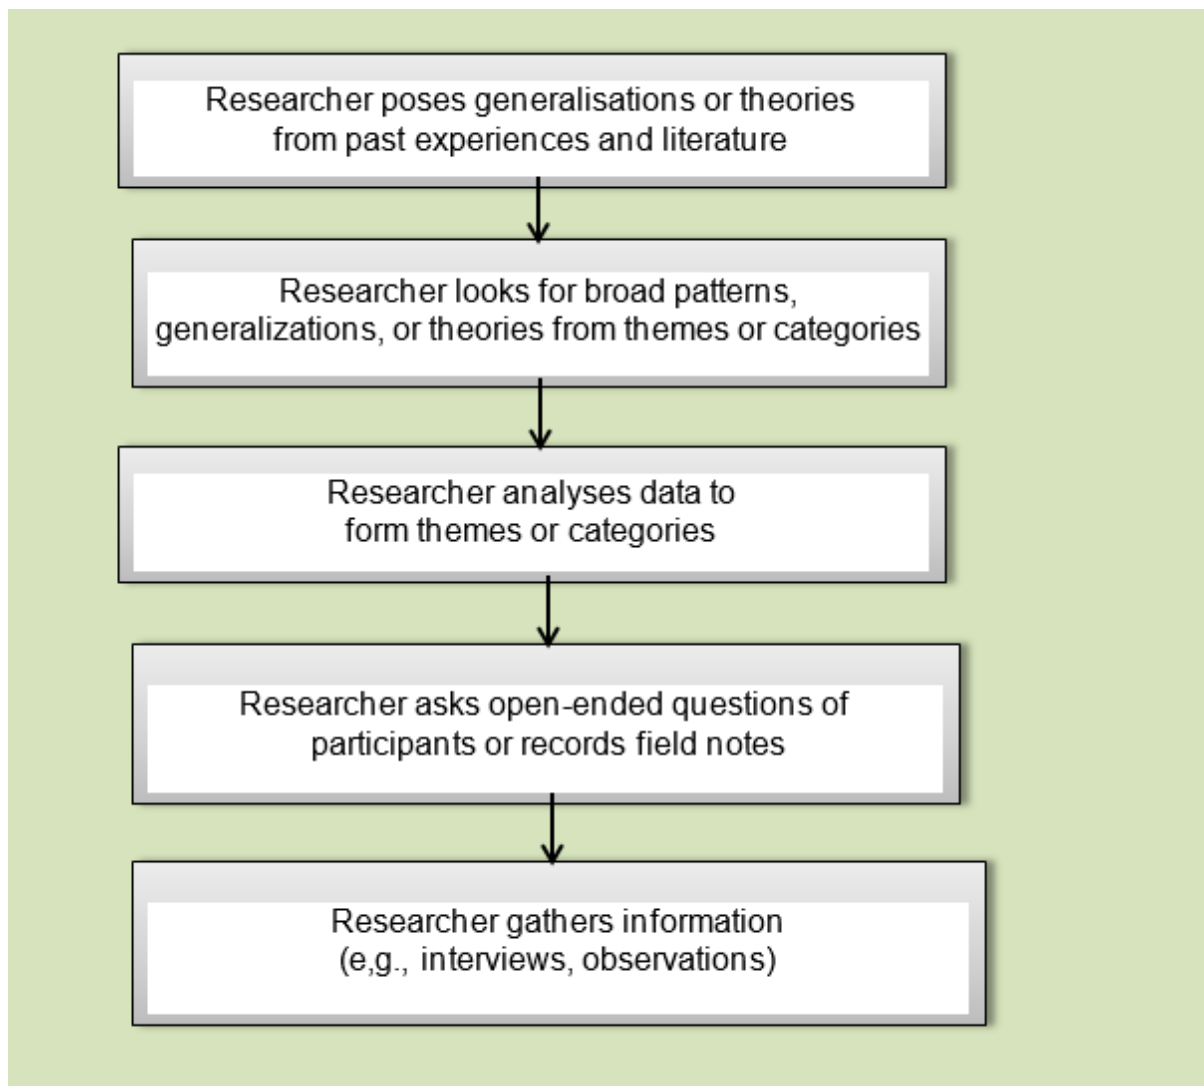 Researcher poses generalisations or theories
from past experiences and literature
Researcher looks for broad patterns,
generalizations, or theories from themes or categories
Researcher analyses data to
form themes or categories
Researcher asks open-ended questions of
participants or records field notes
Researcher gathers information
(e,g., interviews, observations)